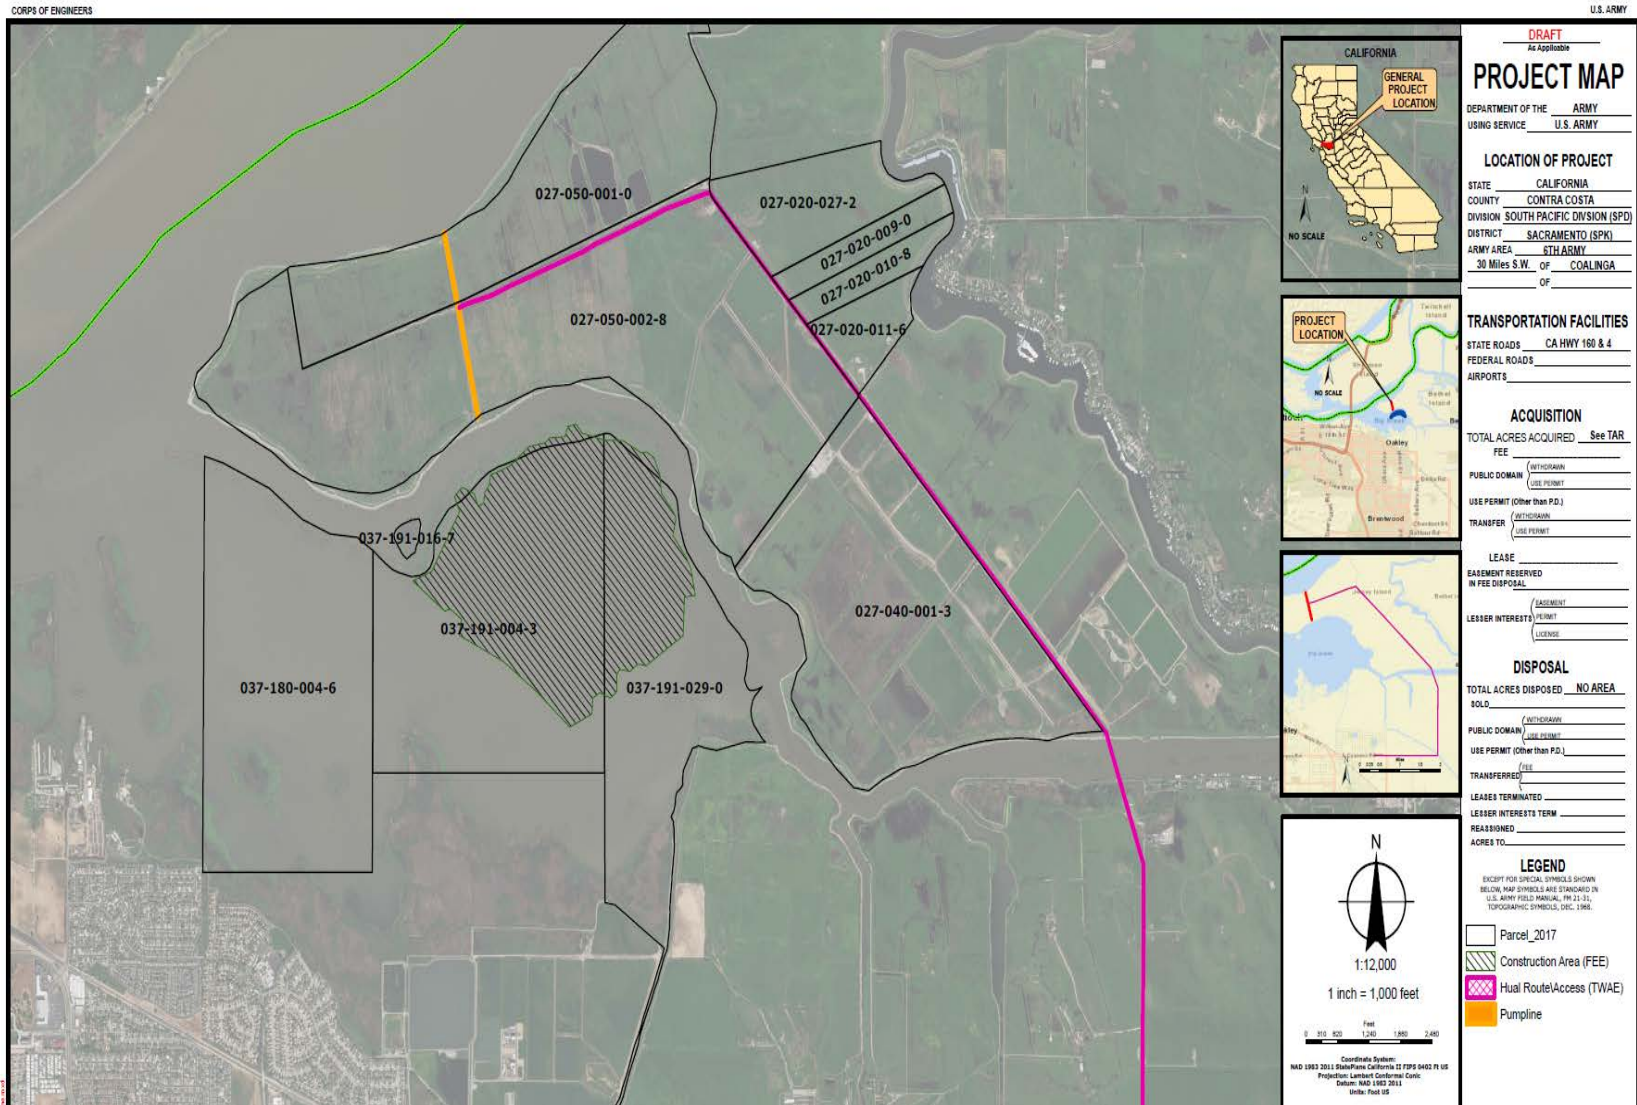 CORPS OF ENGINEERS
U.S. ARMY
027-050-001-0
027-020-027-2
027-020-009-0
027-020-010-8
027-020-011-6
027-050-002-8
037-191-016-7
037-191-004-3
027-040-001-3
037-180-004-6
037-191-029-0
CALIFORNIA
GENERAL
PROJECT
LOCATION
N
NO SCALE
PROJECT
LOCATION
NO SCALE
Oakley
Brentwood
N
1:12,000
1 inch = 1,000 feet
Feet
0 310 620 1,240 1,860 2,480
Coordinate System:
NAD 1983 2011 StatePlane California II FIPS 0402 Ft US
Projection: Lambert Conformal Conic
Datum: NAD 1983 2011
Units: Foot US
DRAFT
As Applicable
PROJECT MAP
DEPARTMENT OF THE ARMY
USING SERVICE U.S. ARMY
LOCATION OF PROJECT
STATE CALIFORNIA
COUNTY CONTRA COSTA
DIVISION SOUTH PACIFIC DIVSION (SPD)
DISTRICT SACRAMENTO (SPK)
ARMY AREA 6TH ARMY
30 Miles S.W. OF COALINGA
OF
TRANSPORTATION FACILITIES
STATE ROADS CA HWY 160 & 4
FEDERAL ROADS
AIRPORTS
ACQUISITION
TOTAL ACRES ACQUIRED See TAR
FEE
PUBLIC DOMAIN WITHDRAWN
USE PERMIT
USE PERMIT (Other than P.D.)
TRANSFER WITHDRAWN
USE PERMIT
LEASE
EASEMENT RESERVED
IN FEE DISPOSAL
LESSER INTERESTS EASEMENT
PERMIT
LICENSE
DISPOSAL
TOTAL ACRES DISPOSED NO AREA
SOLD
PUBLIC DOMAIN WITHDRAWN
USE PERMIT
USE PERMIT (Other than P.D.)
TRANSFERRED FEE
LEASES TERMINATED
LESSER INTERESTS TERM
REASSIGNED
ACRES TO
LEGEND
EXCEPT FOR SPECIAL SYMBOLS SHOWN
BELOW, MAP SYMBOLS ARE STANDARD IN
U.S. ARMY FIELD MANUAL, FM 21-31,
TOPOGRAPHIC SYMBOLS, DEC. 1968.
Parcel_2017
Construction Area (FEE)
Hual Route\Access (TWAE)
Pumpline